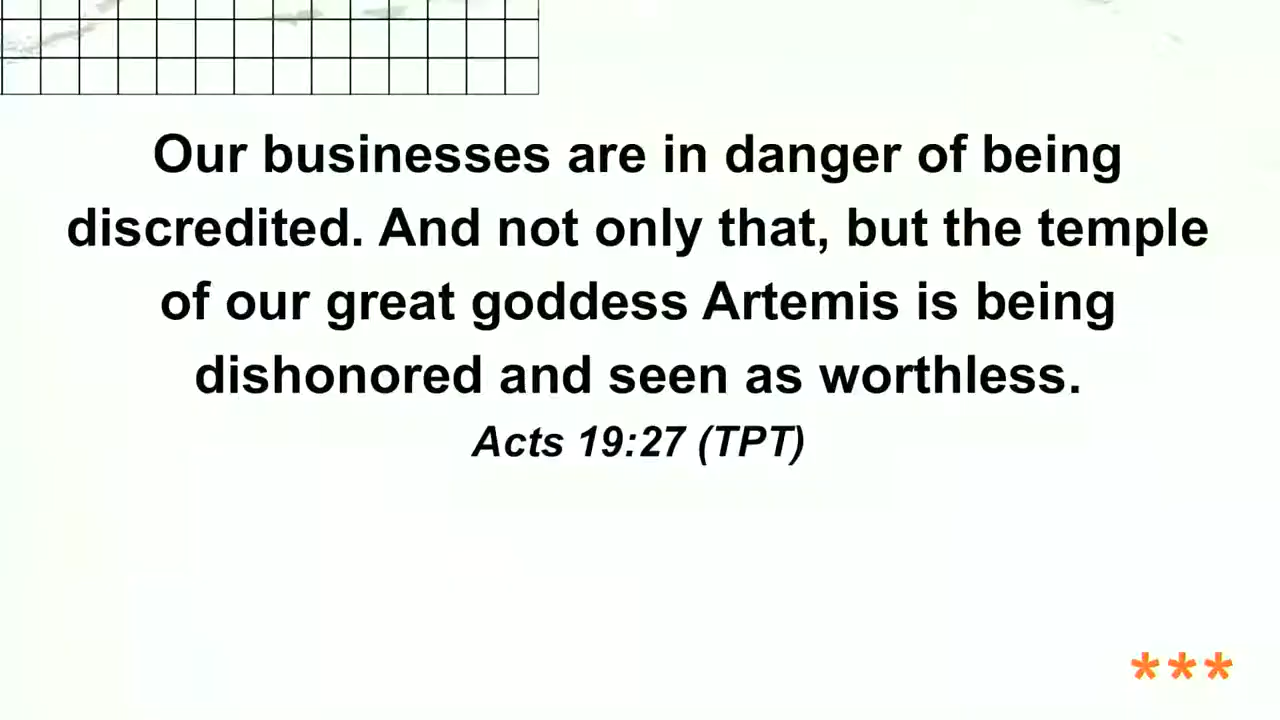 Our businesses are in danger of being
discredited. And not only that, but the temple
of our great goddess Artemis is being
dishonored and seen as worthless.
Acts 19:27 (TPT)
***